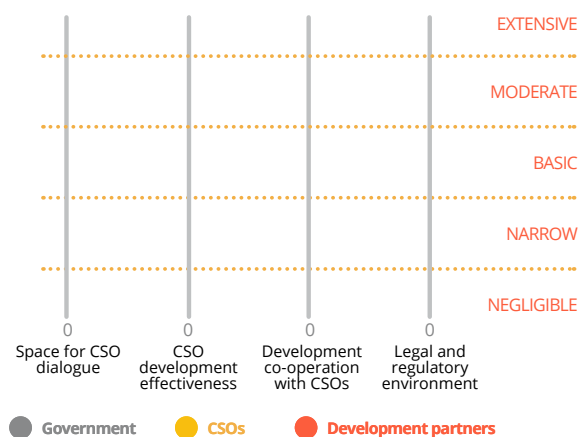 EXTENSIVE
MODERATE
BASIC
NARROW
NEGLIGIBLE
0 0 0 0
Space for CSO
dialogue
CSO
development
effectiveness
Development
co-operation
with CSOs
Legal and
regulatory
environment
Government CSOs Development partners